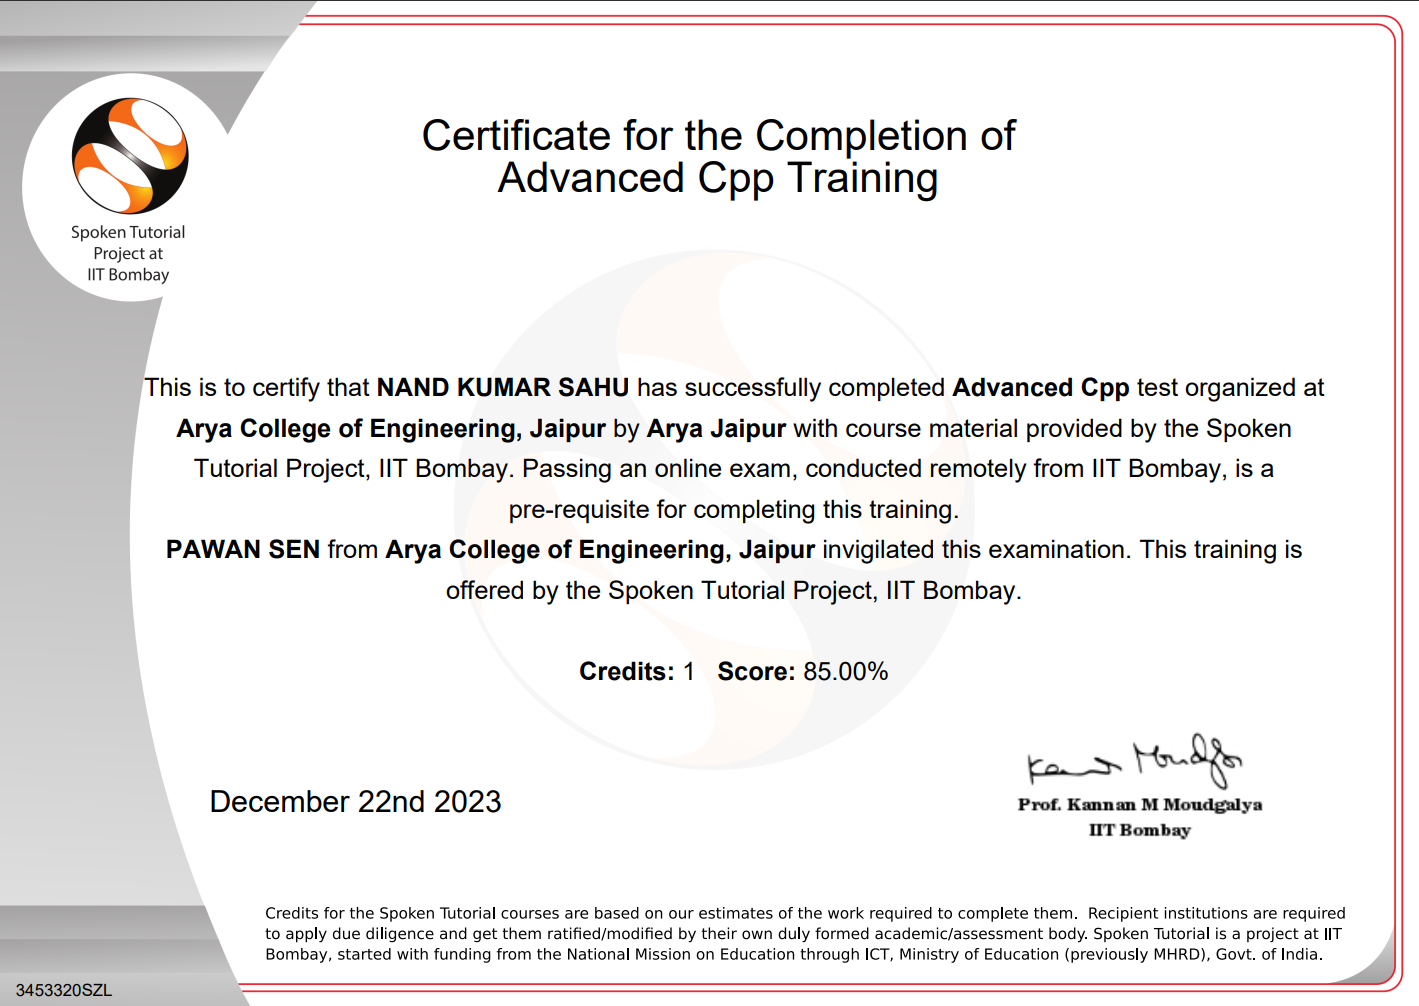 Spoken Tutorial
Project at
IIT Bombay
Certificate for the Completion of
Advanced Cpp Training
This is to certify that NAND KUMAR SAHU has successfully completed Advanced Cpp test organized at
Arya College of Engineering, Jaipur by Arya Jaipur with course material provided by the Spoken
Tutorial Project, IIT Bombay. Passing an online exam, conducted remotely from IIT Bombay, is a
pre-requisite for completing this training.
PAWAN SEN from Arya College of Engineering, Jaipur invigilated this examination. This training is
offered by the Spoken Tutorial Project, IIT Bombay.
Credits: 1 Score: 85.00%
December 22nd 2023
Prof. Kannan M Moudgalya
IIT Bombay
Credits for the Spoken Tutorial courses are based on our estimates of the work required to complete them. Recipient institutions are required
to apply due diligence and get them ratified/modified by their own duly formed academic/assessment body. Spoken Tutorial is a project at IIT
Bombay, started with funding from the National Mission on Education through ICT, Ministry of Education (previously MHRD), Govt. of India.
3453320SZL